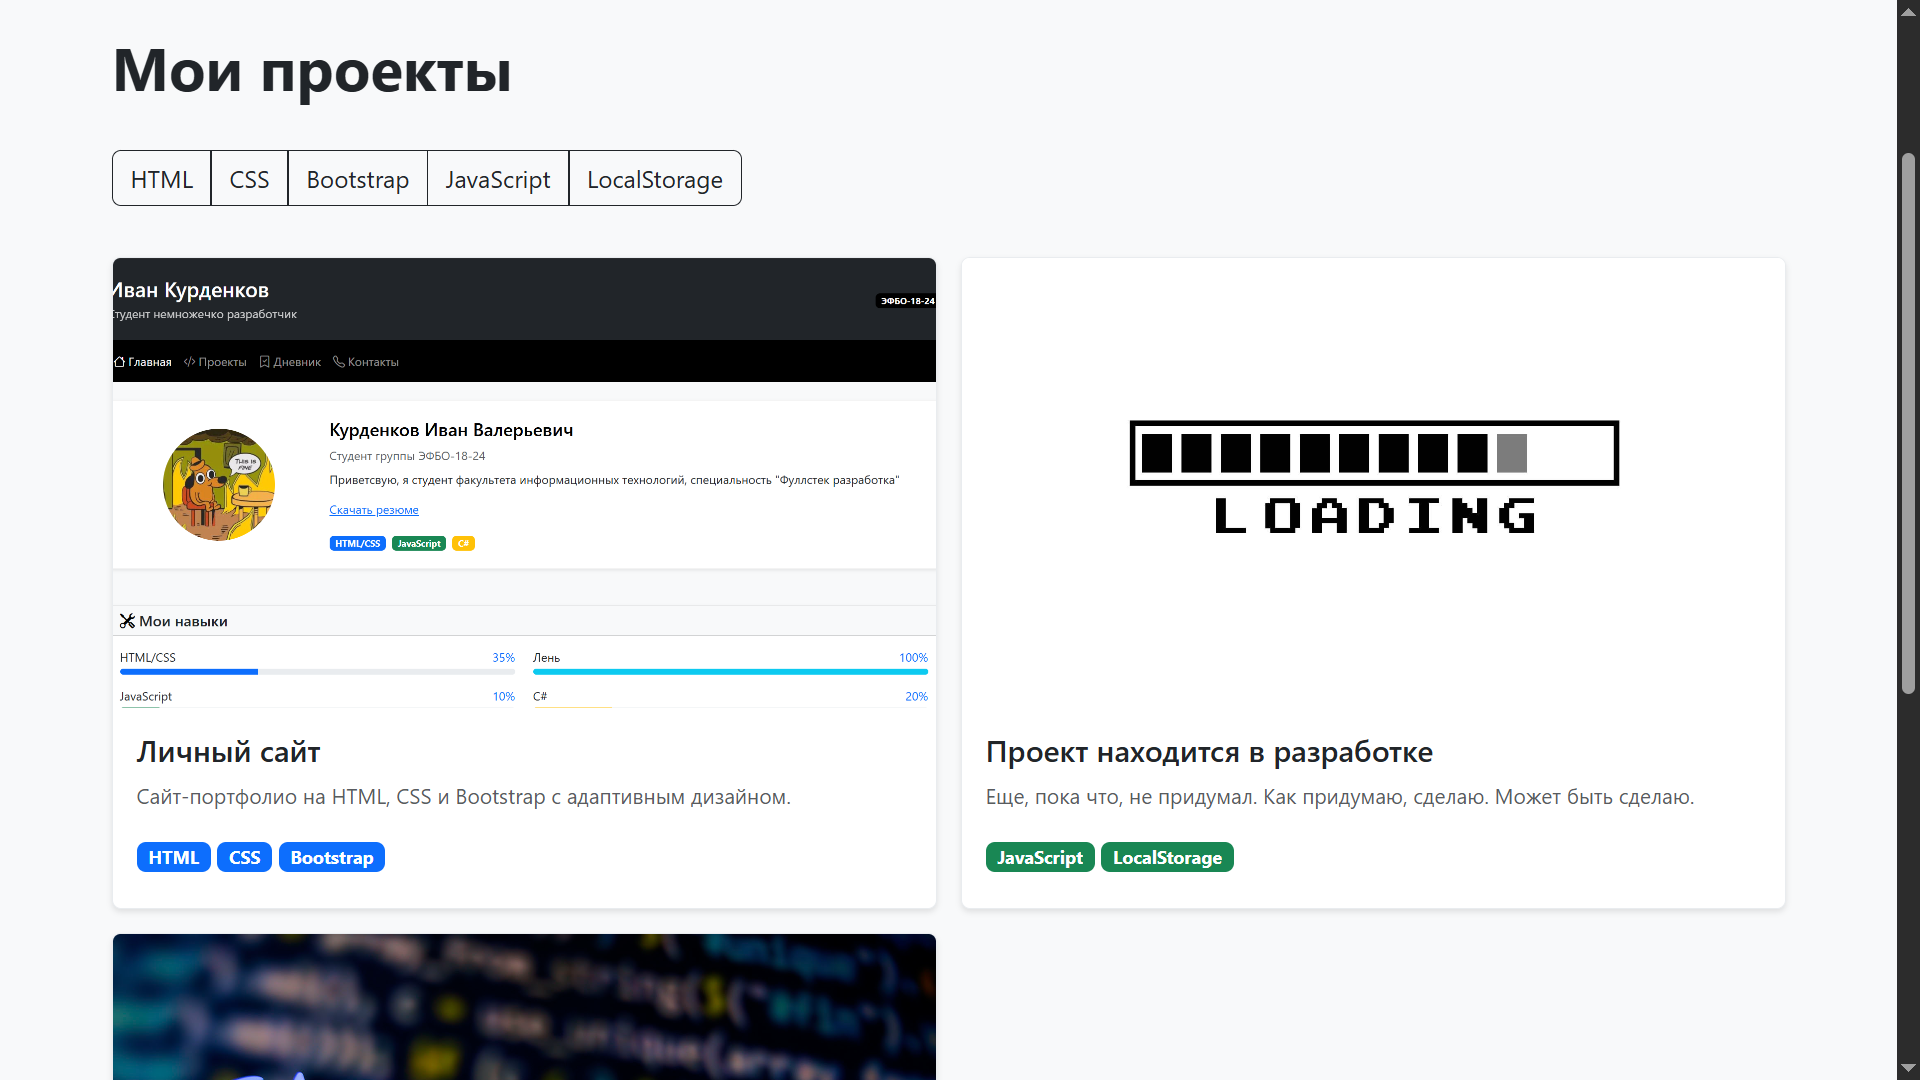 Мои проекты
HTML CSS Bootstrap JavaScript LocalStorage
Иван Курденков
Студент немножечко разработчик
ЭФБО-18-24
Главная Проекты Дневник Контакты
THIS IS FINE
Курденков Иван Валерьевич
Студент группы ЭФБО-18-24
Приветсвую, я студент факультета информационных технологий, специальность "Фуллстек разработка"
Скачать резюме
HTML/CSS JavaScript C#
Мои навыки
HTML/CSS 35% Лень 100%
JavaScript 10% C# 20%
Личный сайт
Сайт-портфолио на HTML, CSS и Bootstrap с адаптивным дизайном.
HTML CSS Bootstrap
LOADING
Проект находится в разработке
Еще, пока что, не придумал. Как придумаю, сделаю. Может быть сделаю.
JavaScript LocalStorage